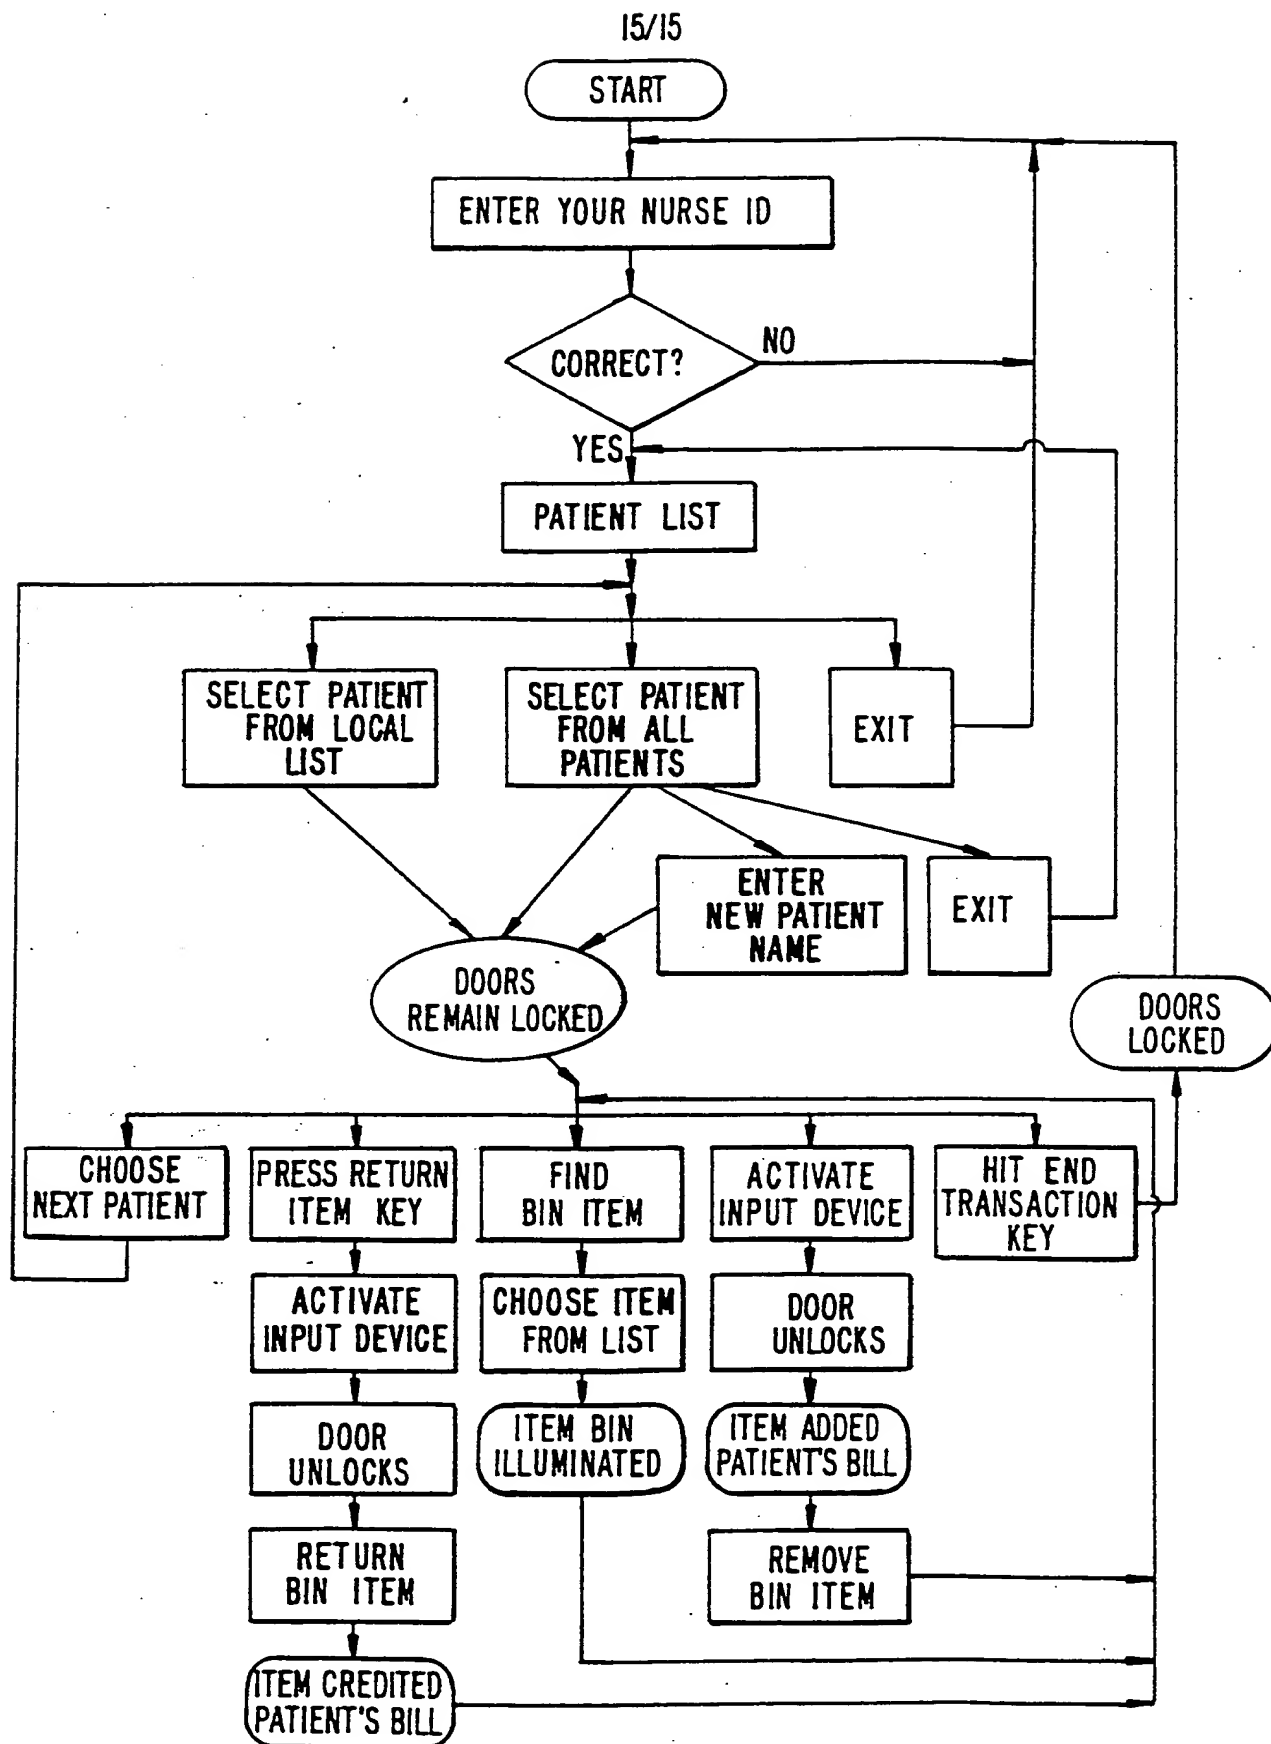 15/15
START
ENTER YOUR NURSE ID
CORRECT?
NO
YES
PATIENT LIST
SELECT PATIENT
FROM LOCAL
LIST
SELECT PATIENT
FROM ALL
PATIENTS
EXIT
ENTER
NEW PATIENT
NAME
EXIT
DOORS
REMAIN LOCKED
DOORS
LOCKED
CHOOSE
NEXT PATIENT
PRESS RETURN
ITEM KEY
FIND
BIN ITEM
ACTIVATE
INPUT DEVICE
HIT END
TRANSACTION
KEY
ACTIVATE
INPUT DEVICE
CHOOSE ITEM
FROM LIST
DOOR
UNLOCKS
DOOR
UNLOCKS
ITEM BIN
ILLUMINATED
ITEM ADDED
PATIENT'S BILL
RETURN
BIN ITEM
REMOVE
BIN ITEM
ITEM CREDITED
PATIENT'S BILL